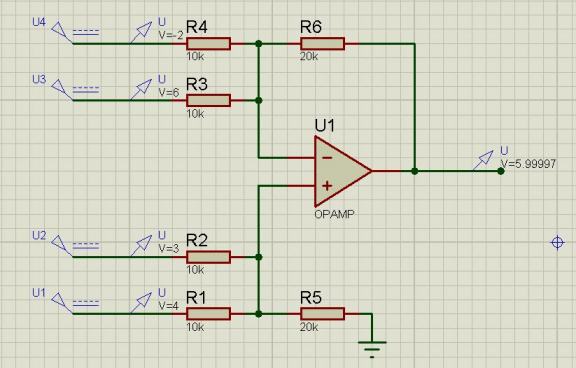 U4 U R4 R6
V=-2 10k 20k
U3 U R3
V=6 10k
U1
U
V=5.99997
OPAMP
U2 U R2
V=3 10k
U1 U R1 R5
V=4 10k 20k